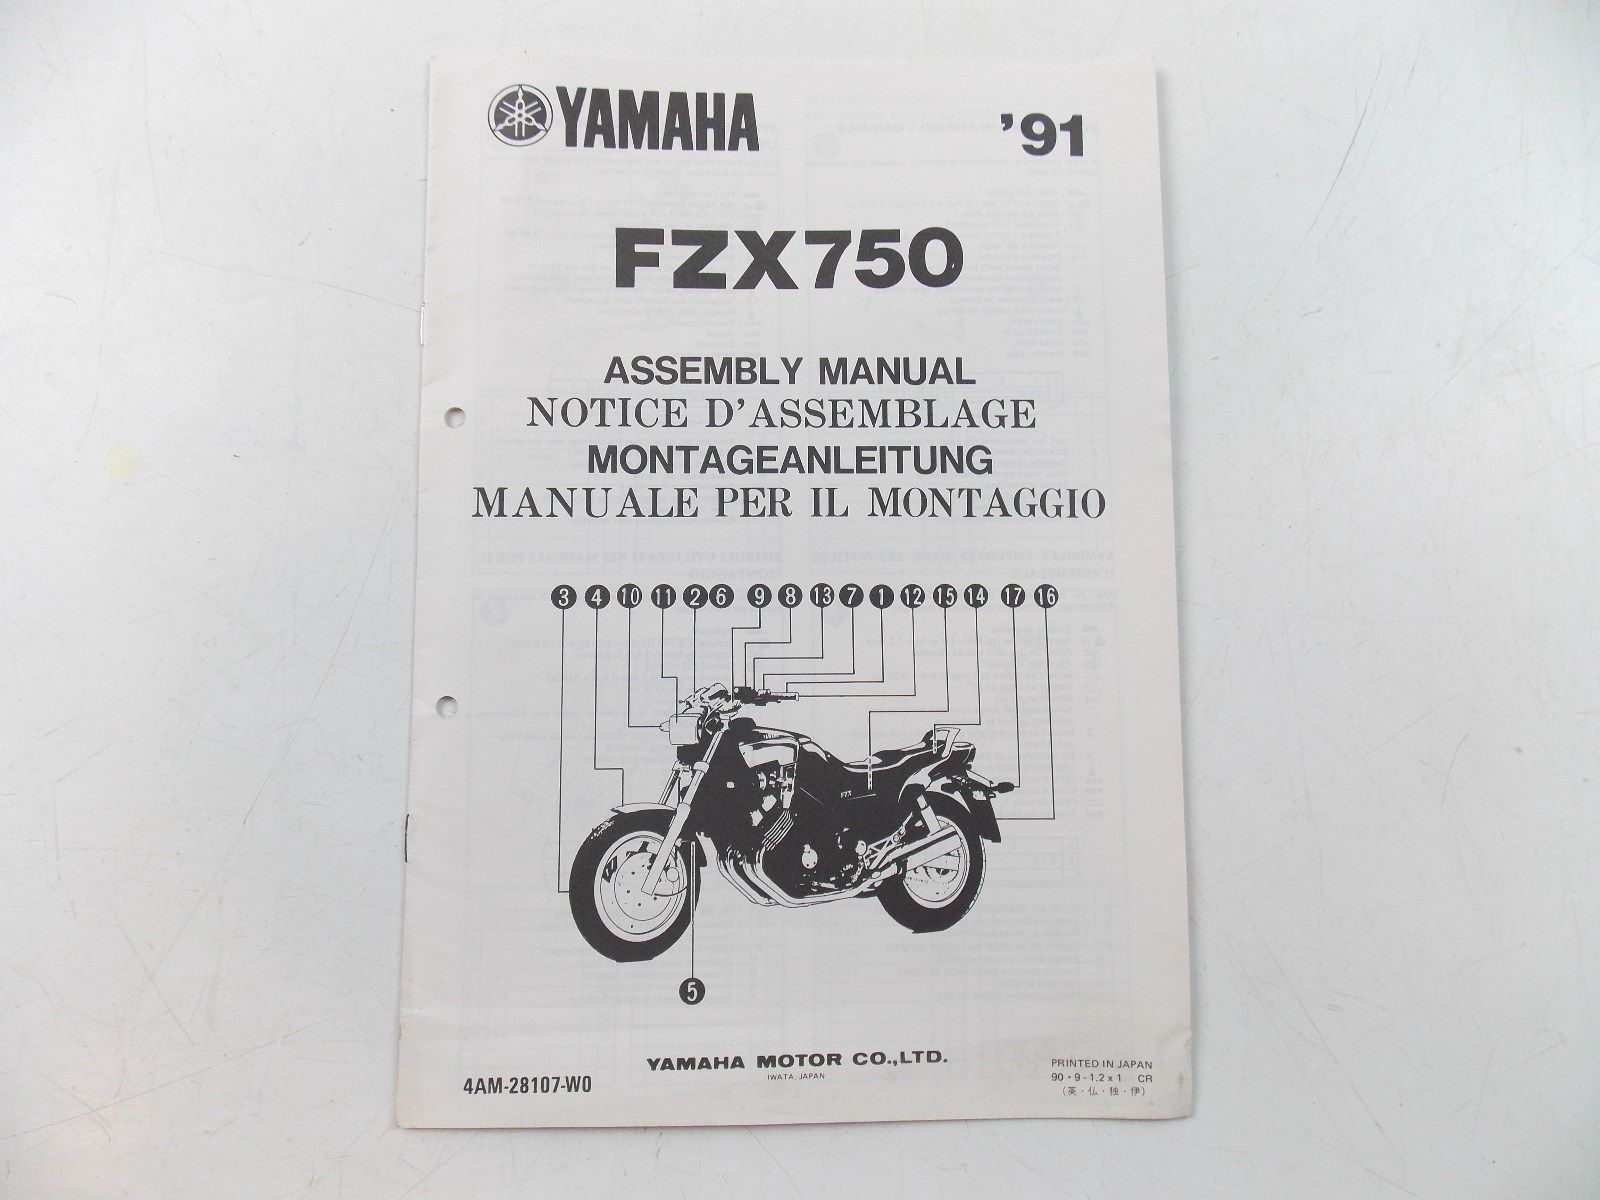 YAMAHA '91
FZX750
ASSEMBLY MANUAL
NOTICE D'ASSEMBLAGE
MONTAGEANLEITUNG
MANUALE PER IL MONTAGGIO
3 4 10 11 2 6 9 8 13 7 1 12 15 14 17 16
FZX
5
YAMAHA MOTOR CO.,LTD.
IWATA, JAPAN
4AM-28107-W0
PRINTED IN JAPAN
90・9-1.2×1 CR
(英・仏・独・伊)